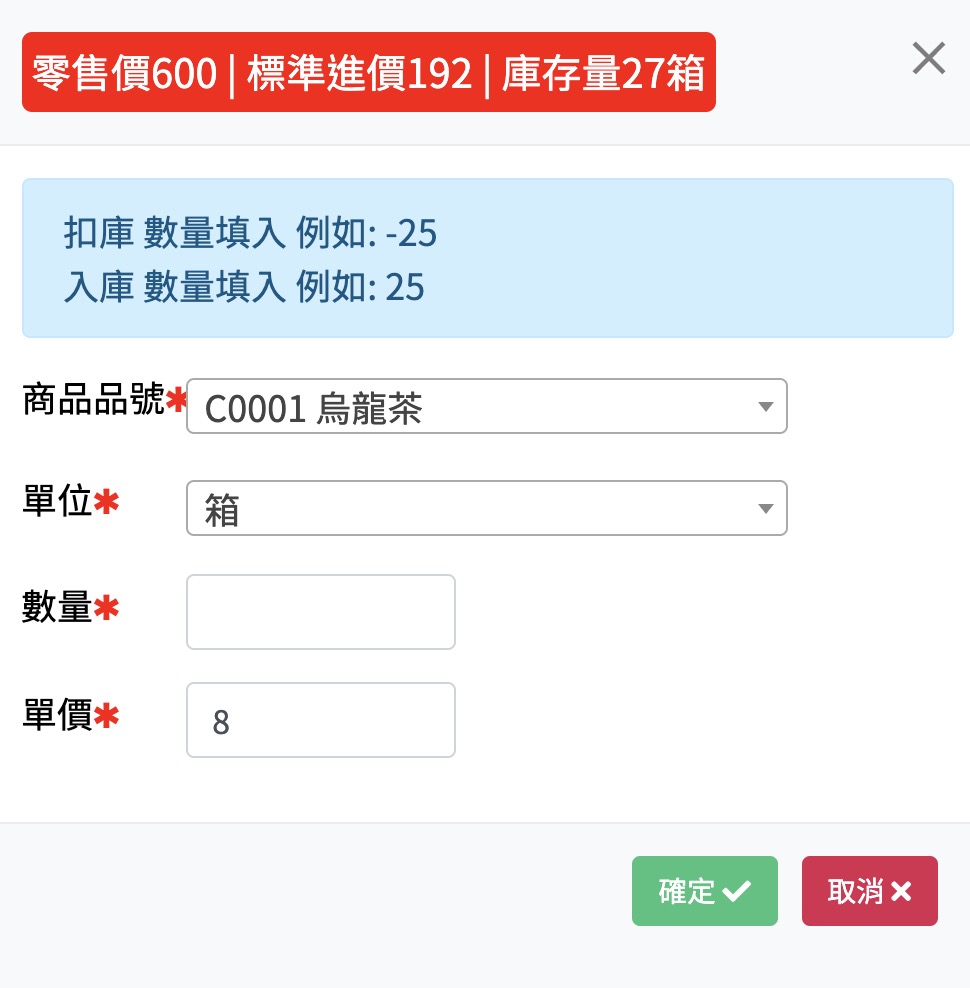 零售價600 | 標準進價192 | 庫存量27箱
扣庫 數量填入 例如: -25
入庫 數量填入 例如: 25
商品品號✱ C0001 烏龍茶
單位✱ 箱
數量✱
單價✱ 8
確定
取消